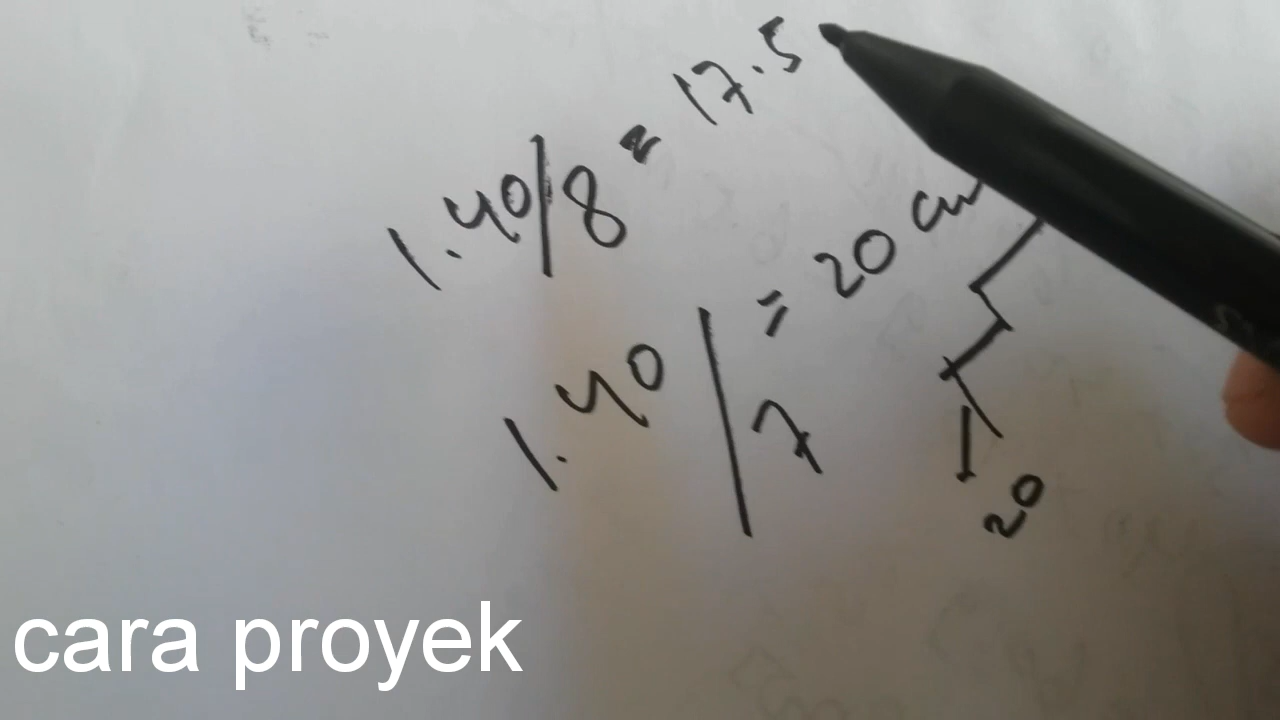 1.40/8 = 17.5
1.40/7 = 20 cm
20
cara proyek